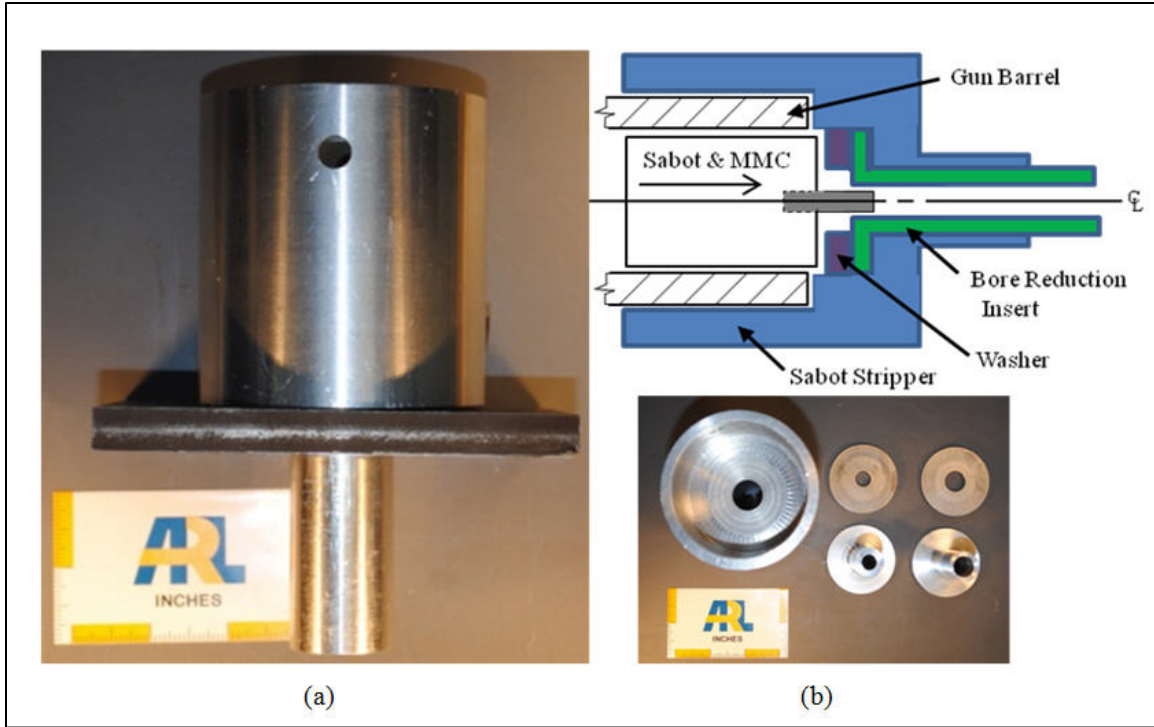 Gun Barrel
Sabot & MMC
℄
Bore Reduction
Insert
Washer
Sabot Stripper
ARL
INCHES
ARL
INCHES
(a)
(b)